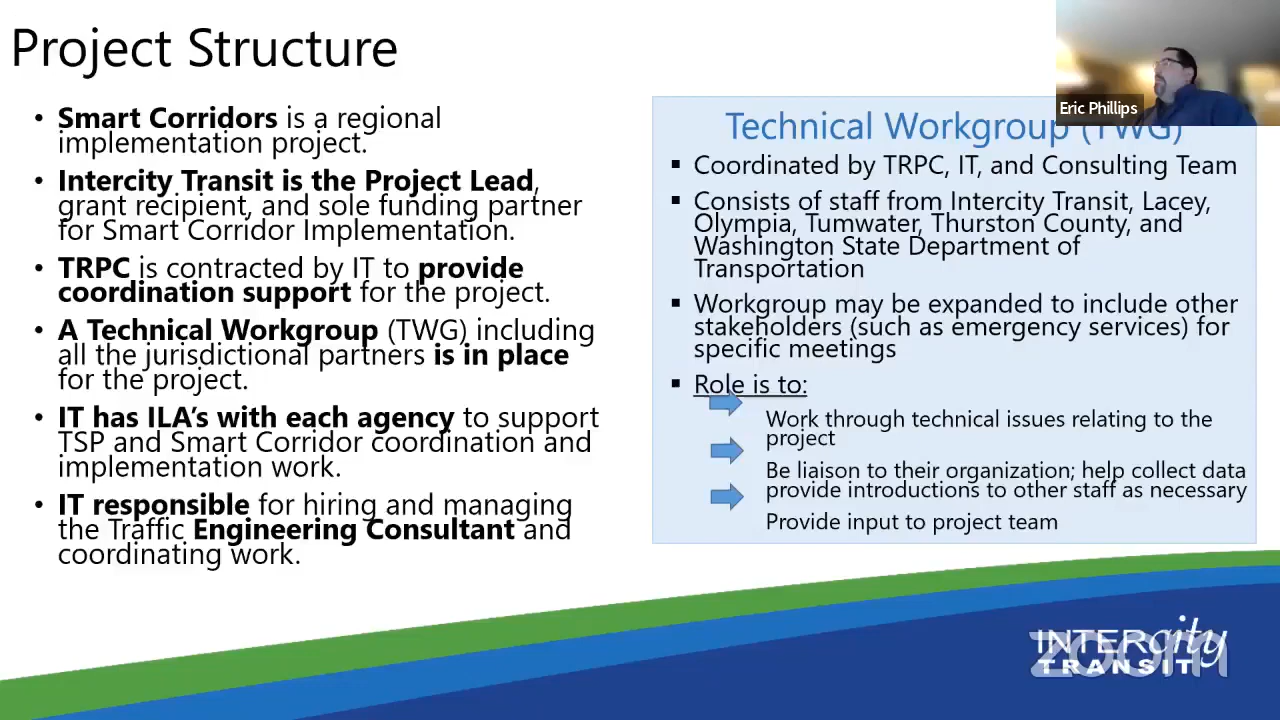 Project Structure
• Smart Corridors is a regional
implementation project.
• Intercity Transit is the Project Lead,
grant recipient, and sole funding partner
for Smart Corridor Implementation.
• TRPC is contracted by IT to provide
coordination support for the project.
• A Technical Workgroup (TWG) including
all the jurisdictional partners is in place
for the project.
• IT has ILA's with each agency to support
TSP and Smart Corridor coordination and
implementation work.
• IT responsible for hiring and managing
the Traffic Engineering Consultant and
coordinating work.
Eric Phillips
Technical Workgroup (TWG)
▪ Coordinated by TRPC, IT, and Consulting Team
▪ Consists of staff from Intercity Transit, Lacey,
Olympia, Tumwater, Thurston County, and
Washington State Department of
Transportation
▪ Workgroup may be expanded to include other
stakeholders (such as emergency services) for
specific meetings
▪ Role is to:
Work through technical issues relating to the
project
Be liaison to their organization; help collect data
provide introductions to other staff as necessary
Provide input to project team
INTERcity
TRANSIT
zoom